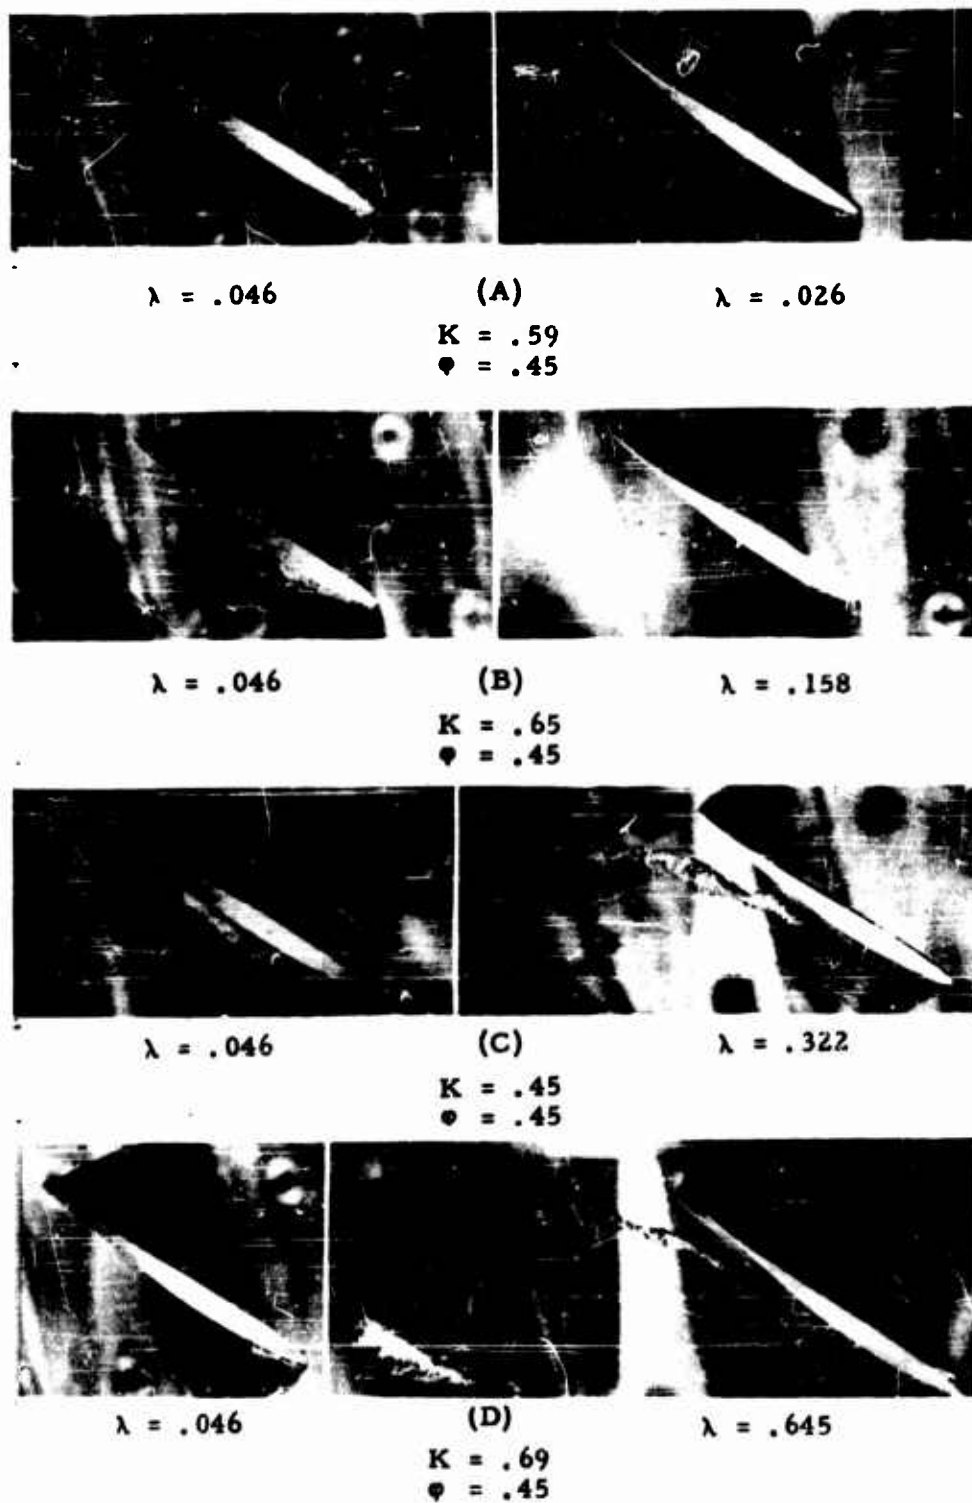 λ = .046 (A) λ = .026
K = .59
φ = .45
λ = .046 (B) λ = .158
K = .65
φ = .45
λ = .046 (C) λ = .322
K = .45
φ = .45
λ = .046 (D) λ = .645
K = .69
φ = .45